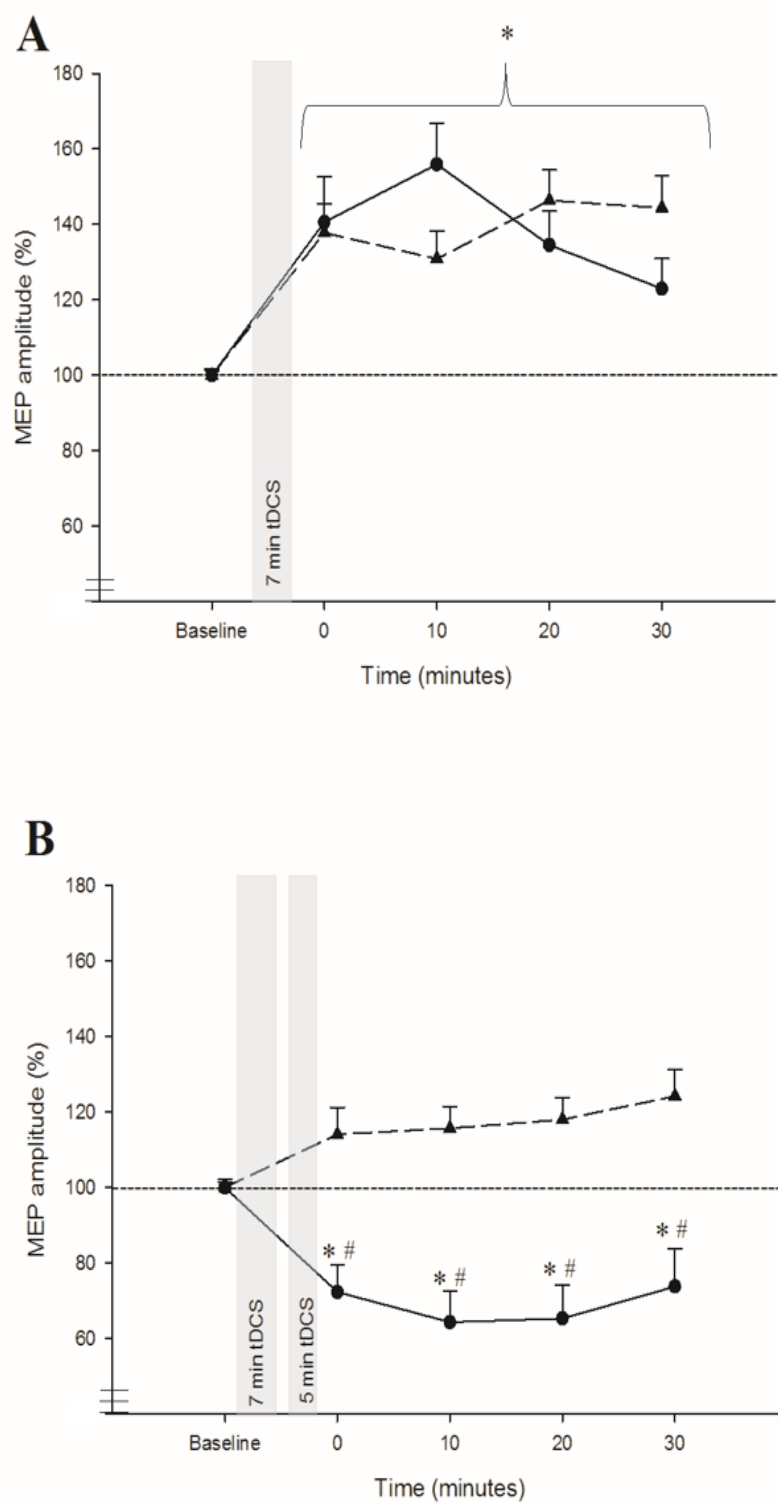 A
*
180
160
140
120
100
80
60
MEP amplitude (%)
7 min tDCS
Baseline 0 10 20 30
Time (minutes)
B
180
160
140
120
100
80
60
MEP amplitude (%)
* # * # * # * #
7 min tDCS
5 min tDCS
Baseline 0 10 20 30
Time (minutes)